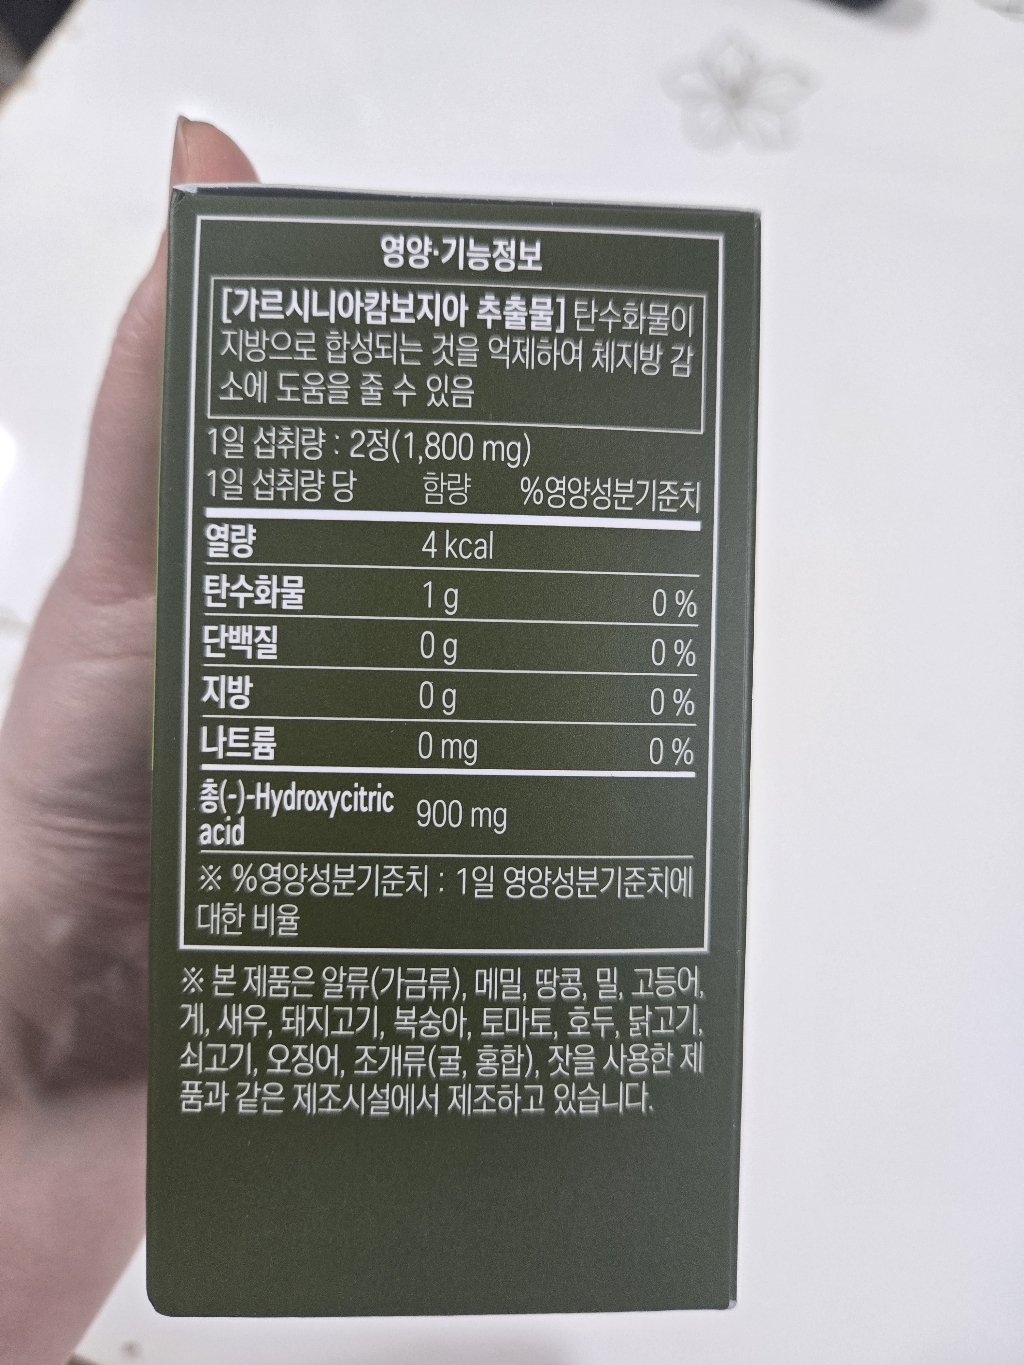 영양·기능정보
[가르시니아캄보지아 추출물] 탄수화물이
지방으로 합성되는 것을 억제하여 체지방 감
소에 도움을 줄 수 있음
1일 섭취량 : 2정(1,800 mg)
1일 섭취량 당 함량 %영양성분기준치
열량 4 kcal
탄수화물 1 g 0 %
단백질 0 g 0 %
지방 0 g 0 %
나트륨 0 mg 0 %
총(-)-Hydroxycitric
acid 900 mg
※ %영양성분기준치 : 1일 영양성분기준치에
대한 비율
※ 본 제품은 알류(가금류), 메밀, 땅콩, 밀, 고등어,
게, 새우, 돼지고기, 복숭아, 토마토, 호두, 닭고기,
쇠고기, 오징어, 조개류(굴, 홍합), 잣을 사용한 제
품과 같은 제조시설에서 제조하고 있습니다.